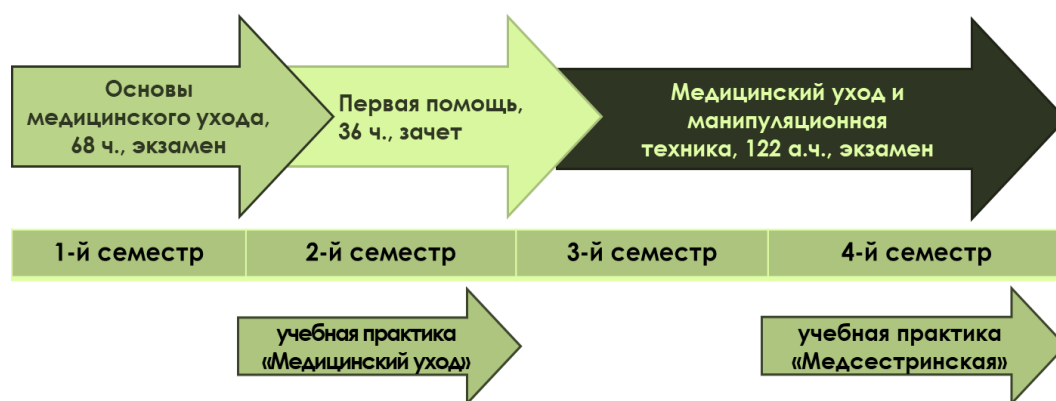 Основы
медицинского ухода,
68 ч., экзамен
Первая помощь,
36 ч., зачет
Медицинский уход и
манипуляционная
техника, 122 а.ч., экзамен
1-й семестр
2-й семестр
3-й семестр
4-й семестр
учебная практика
«Медицинский уход»
учебная практика
«Медсестринская»